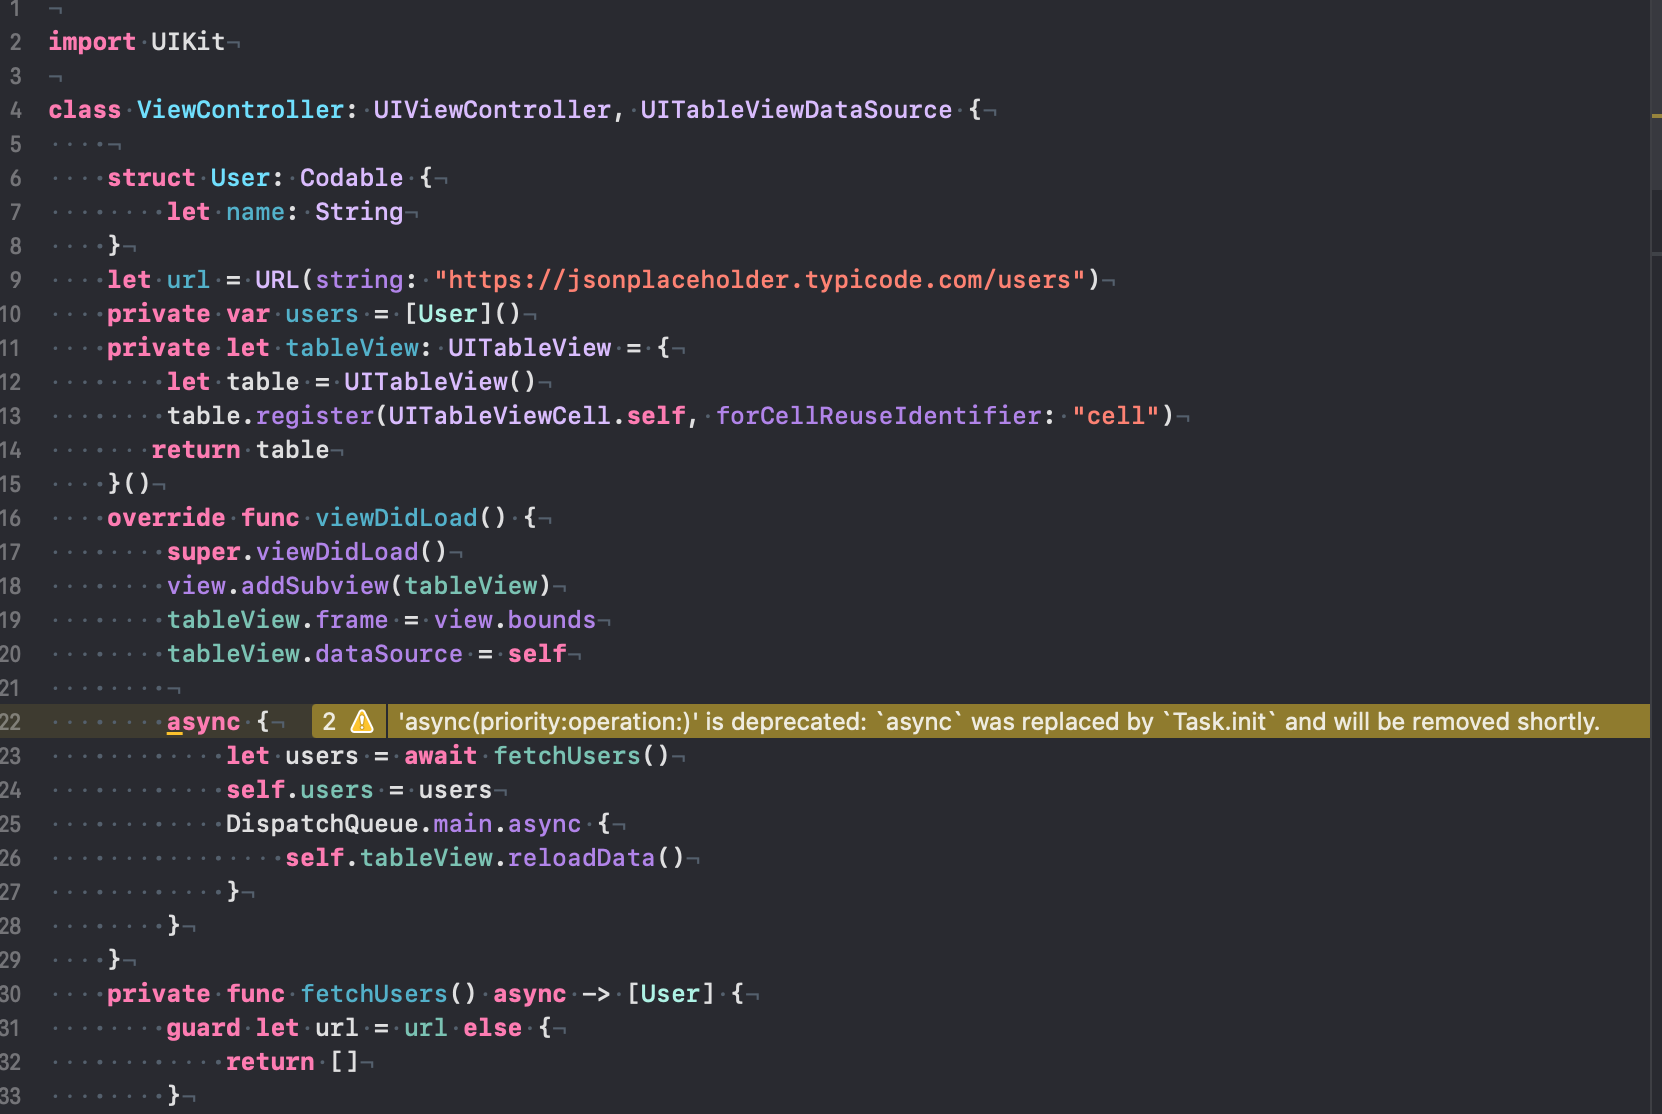 1
2 import UIKit
3
4 class ViewController: UIViewController, UITableViewDataSource {
5
6     struct User: Codable {
7         let name: String
8     }
9     let url = URL(string: "https://jsonplaceholder.typicode.com/users")
10     private var users = [User]()
11     private let tableView: UITableView = {
12         let table = UITableView()
13         table.register(UITableViewCell.self, forCellReuseIdentifier: "cell")
14        return table
15     }()
16     override func viewDidLoad() {
17         super.viewDidLoad()
18         view.addSubview(tableView)
19         tableView.frame = view.bounds
20         tableView.dataSource = self
21
22         async { 2 'async(priority:operation:)' is deprecated: `async` was replaced by `Task.init` and will be removed shortly.
23             let users = await fetchUsers()
24             self.users = users
25             DispatchQueue.main.async {
26                 self.tableView.reloadData()
27             }
28         }
29     }
30     private func fetchUsers() async -> [User] {
31         guard let url = url else {
32             return []
33         }